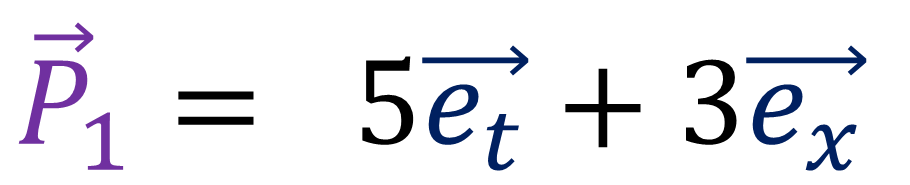 P⃗₁ = 5e⃗ₜ + 3e⃗ₓ